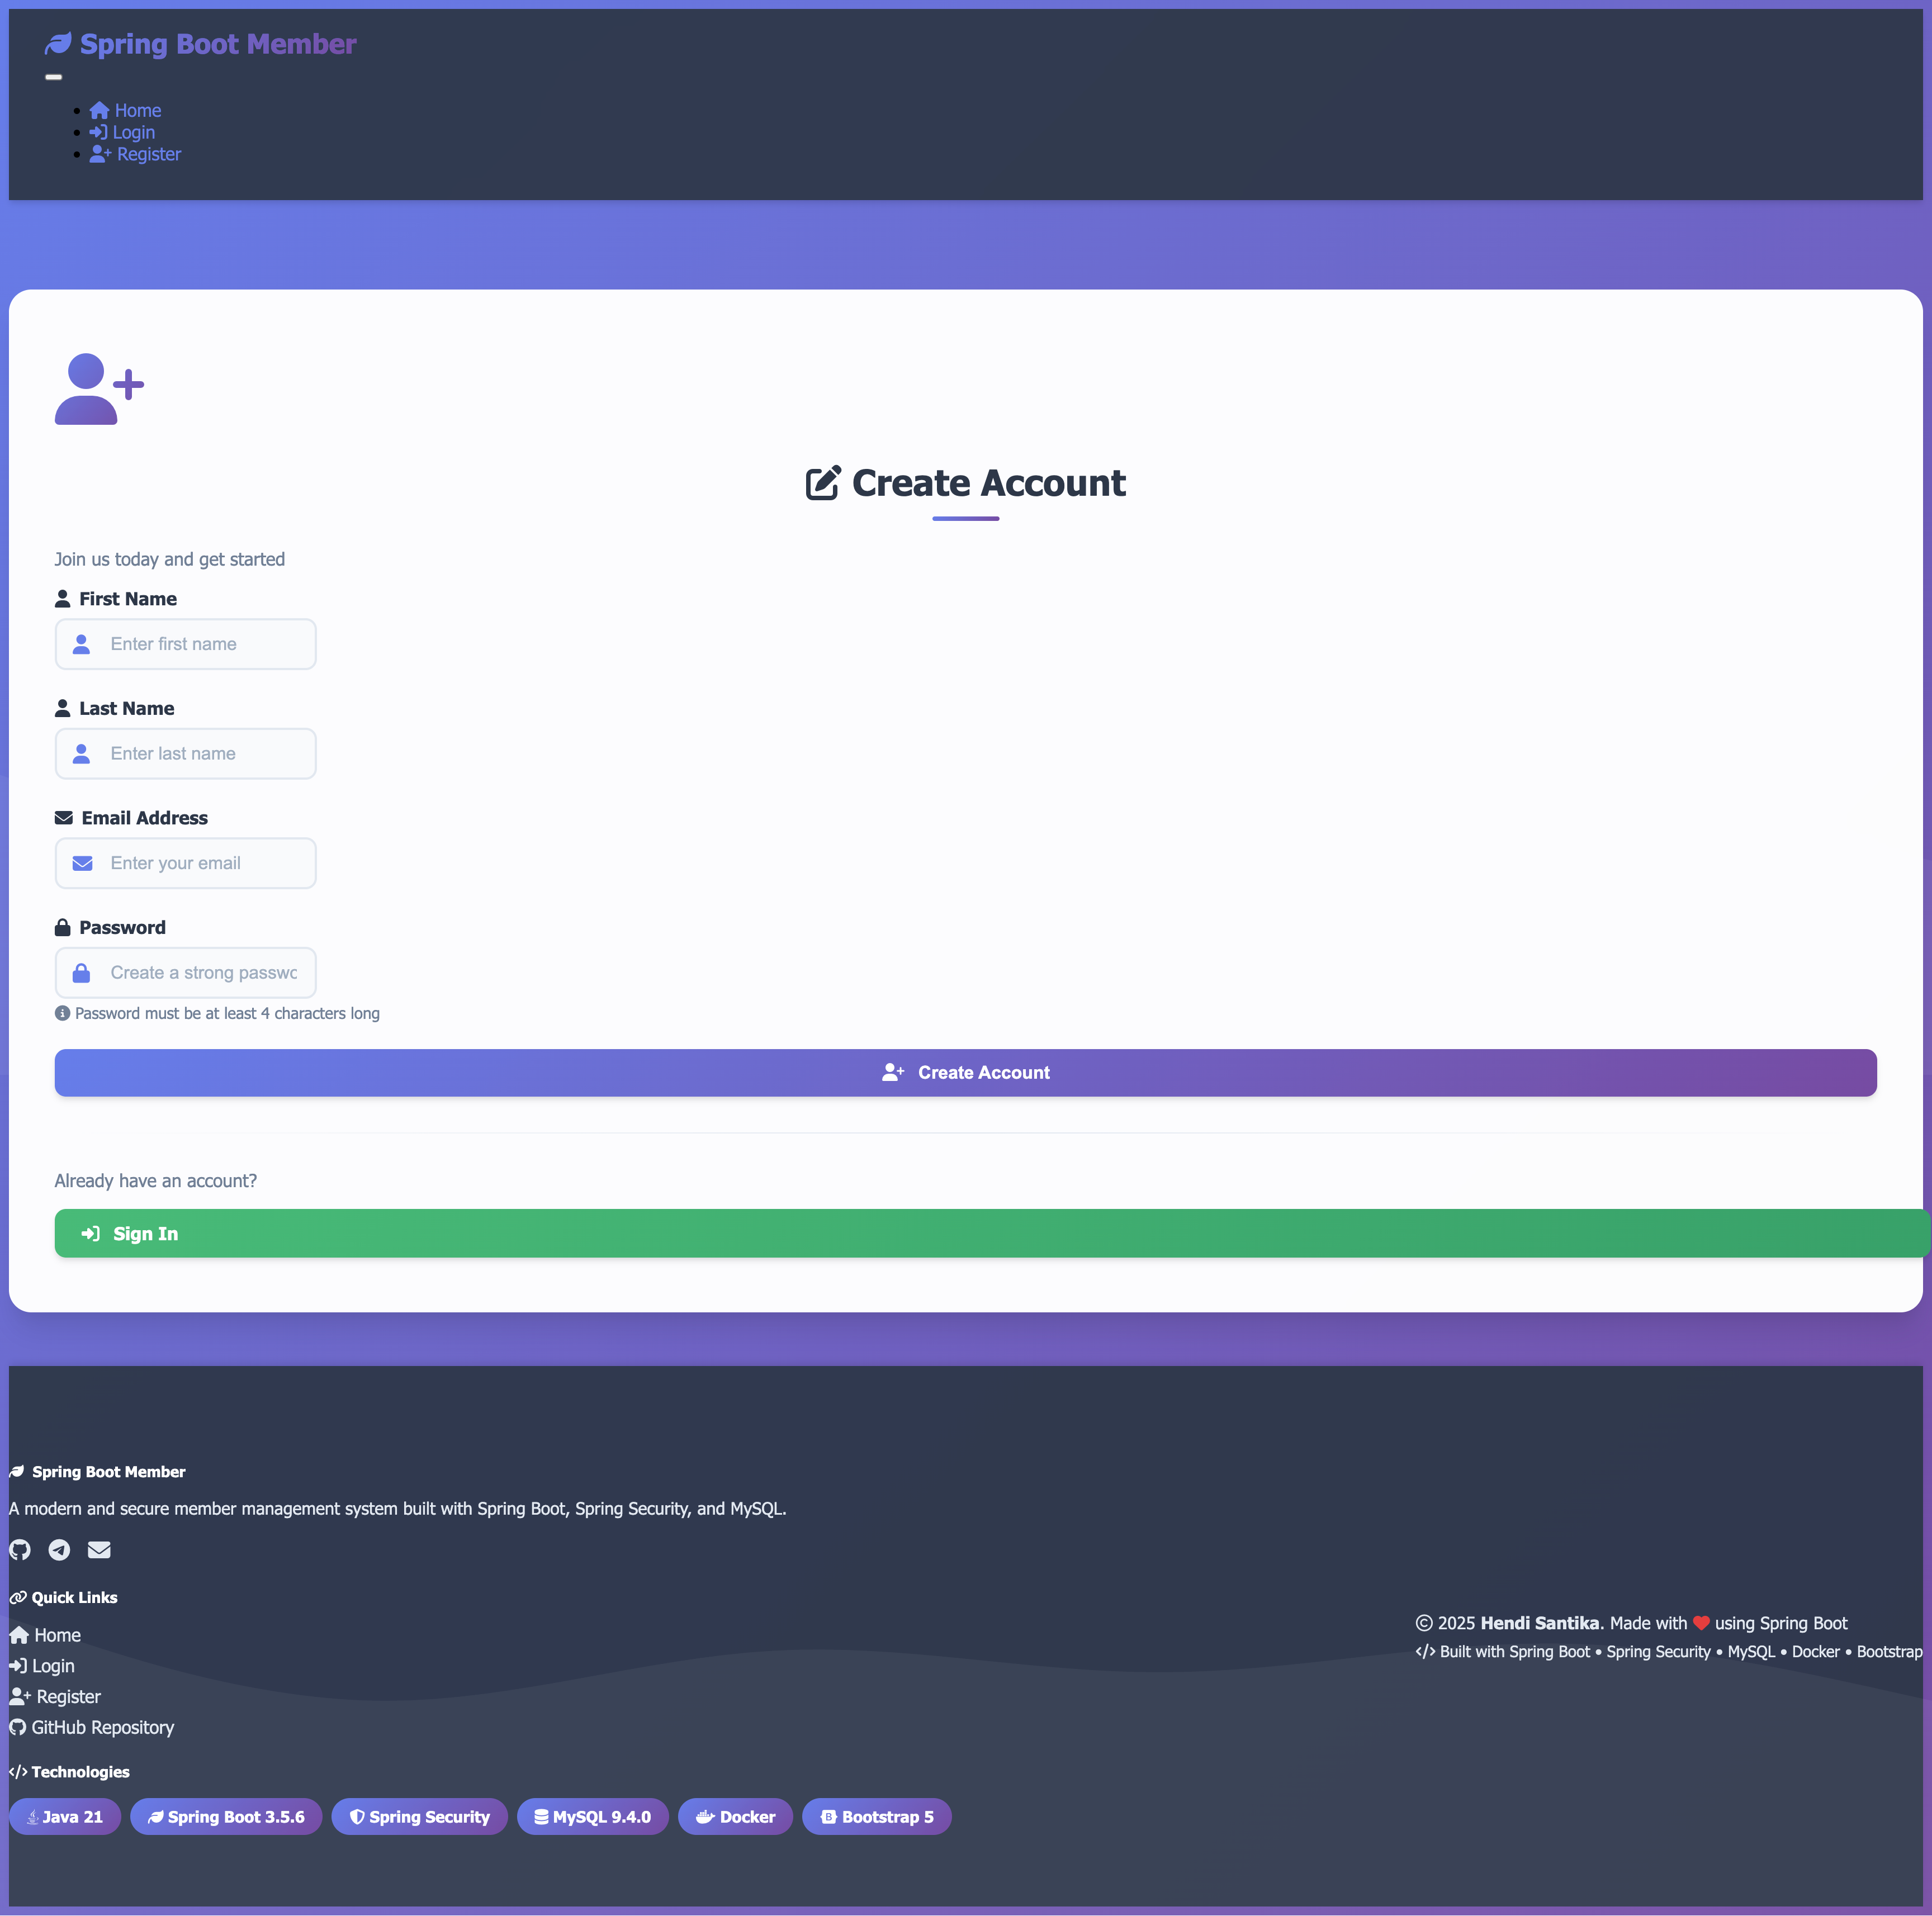 Spring Boot Member
Home
Login
Register
Create Account
Join us today and get started
First Name
Enter first name
Last Name
Enter last name
Email Address
Enter your email
Password
Create a strong passwo
Password must be at least 4 characters long
Create Account
Already have an account?
Sign In
Spring Boot Member
A modern and secure member management system built with Spring Boot, Spring Security, and MySQL.
Quick Links
Home
Login
Register
GitHub Repository
Technologies
Java 21
Spring Boot 3.5.6
Spring Security
MySQL 9.4.0
Docker
Bootstrap 5
© 2025 Hendi Santika. Made with ❤ using Spring Boot
</> Built with Spring Boot • Spring Security • MySQL • Docker • Bootstrap